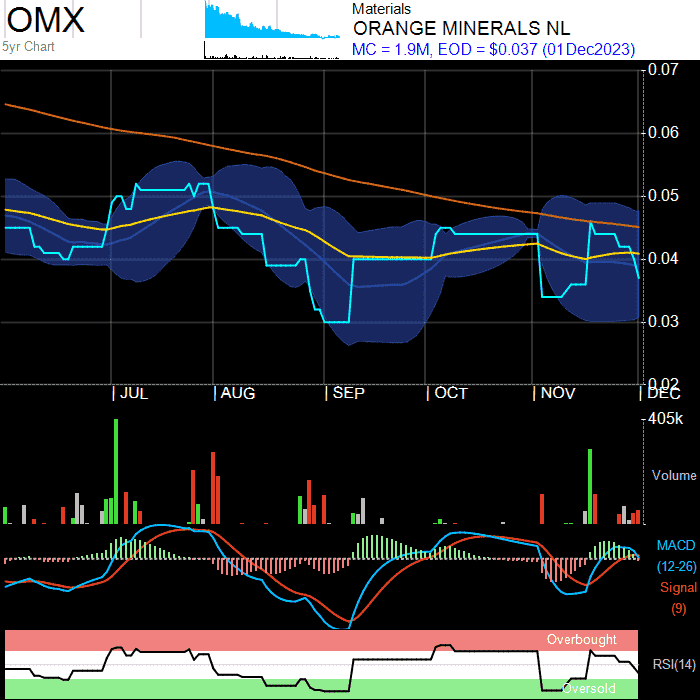 OMX
5yr Chart
Materials
ORANGE MINERALS NL
MC = 1.9M, EOD = $0.037 (01Dec2023)
0.07
0.06
0.05
0.04
0.03
0.02
| JUL | AUG | SEP | OCT | NOV | DEC
405k
Volume
MACD
(12-26)
Signal
(9)
Overbought
RSI(14)
Oversold